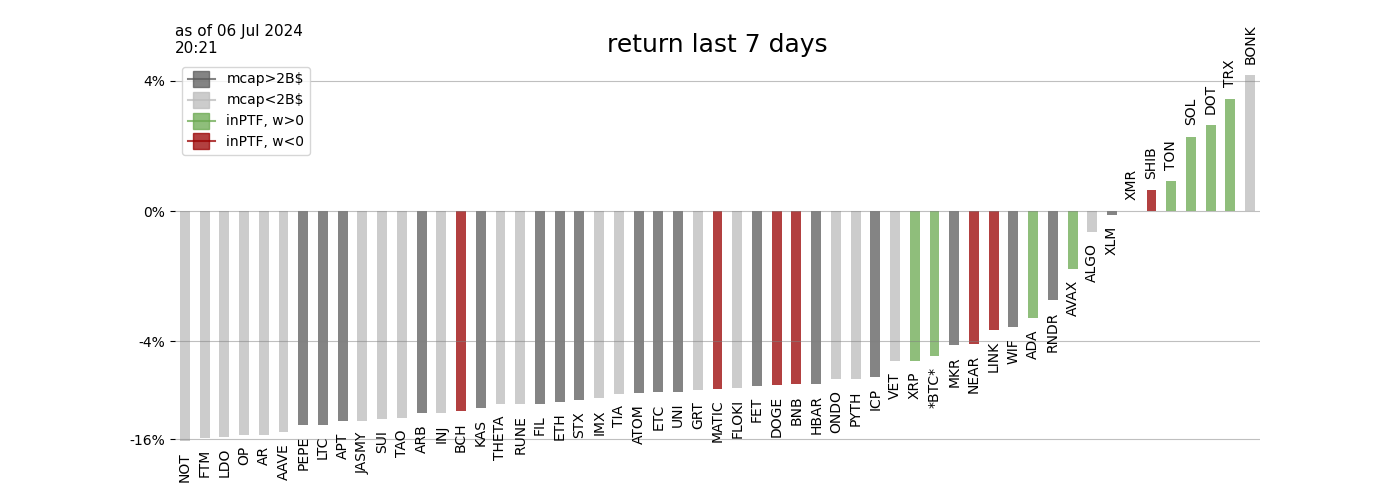 as of 06 Jul 2024
20:21
return last 7 days
mcap>2B$
mcap<2B$
inPTF, w>0
inPTF, w<0
4%
0%
-4%
-16%
NOT
FTM
LDO
OP
AR
AAVE
PEPE
LTC
APT
JASMY
SUI
TAO
ARB
INJ
BCH
KAS
THETA
RUNE
FIL
ETH
STX
IMX
TIA
ATOM
ETC
UNI
GRT
MATIC
FLOKI
FET
DOGE
BNB
HBAR
ONDO
PYTH
ICP
VET
XRP
*BTC*
MKR
NEAR
LINK
WIF
ADA
RNDR
AVAX
ALGO
XLM
XMR
SHIB
TON
SOL
DOT
TRX
BONK